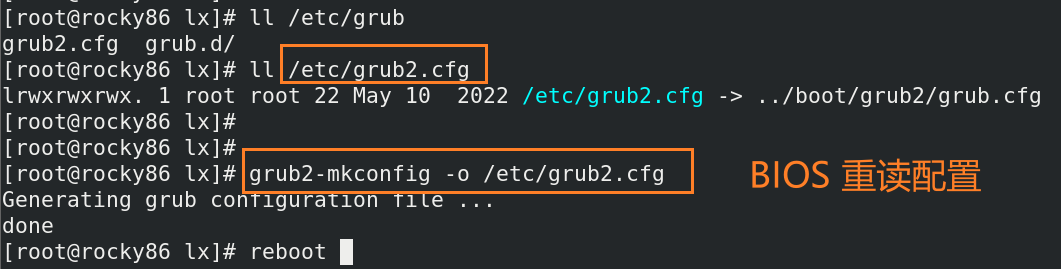 [root@rocky86 lx]# ll /etc/grub
grub2.cfg  grub.d/
[root@rocky86 lx]# ll /etc/grub2.cfg
lrwxrwxrwx. 1 root root 22 May 10  2022 /etc/grub2.cfg -> ../boot/grub2/grub.cfg
[root@rocky86 lx]#
[root@rocky86 lx]#
[root@rocky86 lx]# grub2-mkconfig -o /etc/grub2.cfg
BIOS 重读配置
Generating grub configuration file ...
done
[root@rocky86 lx]# reboot